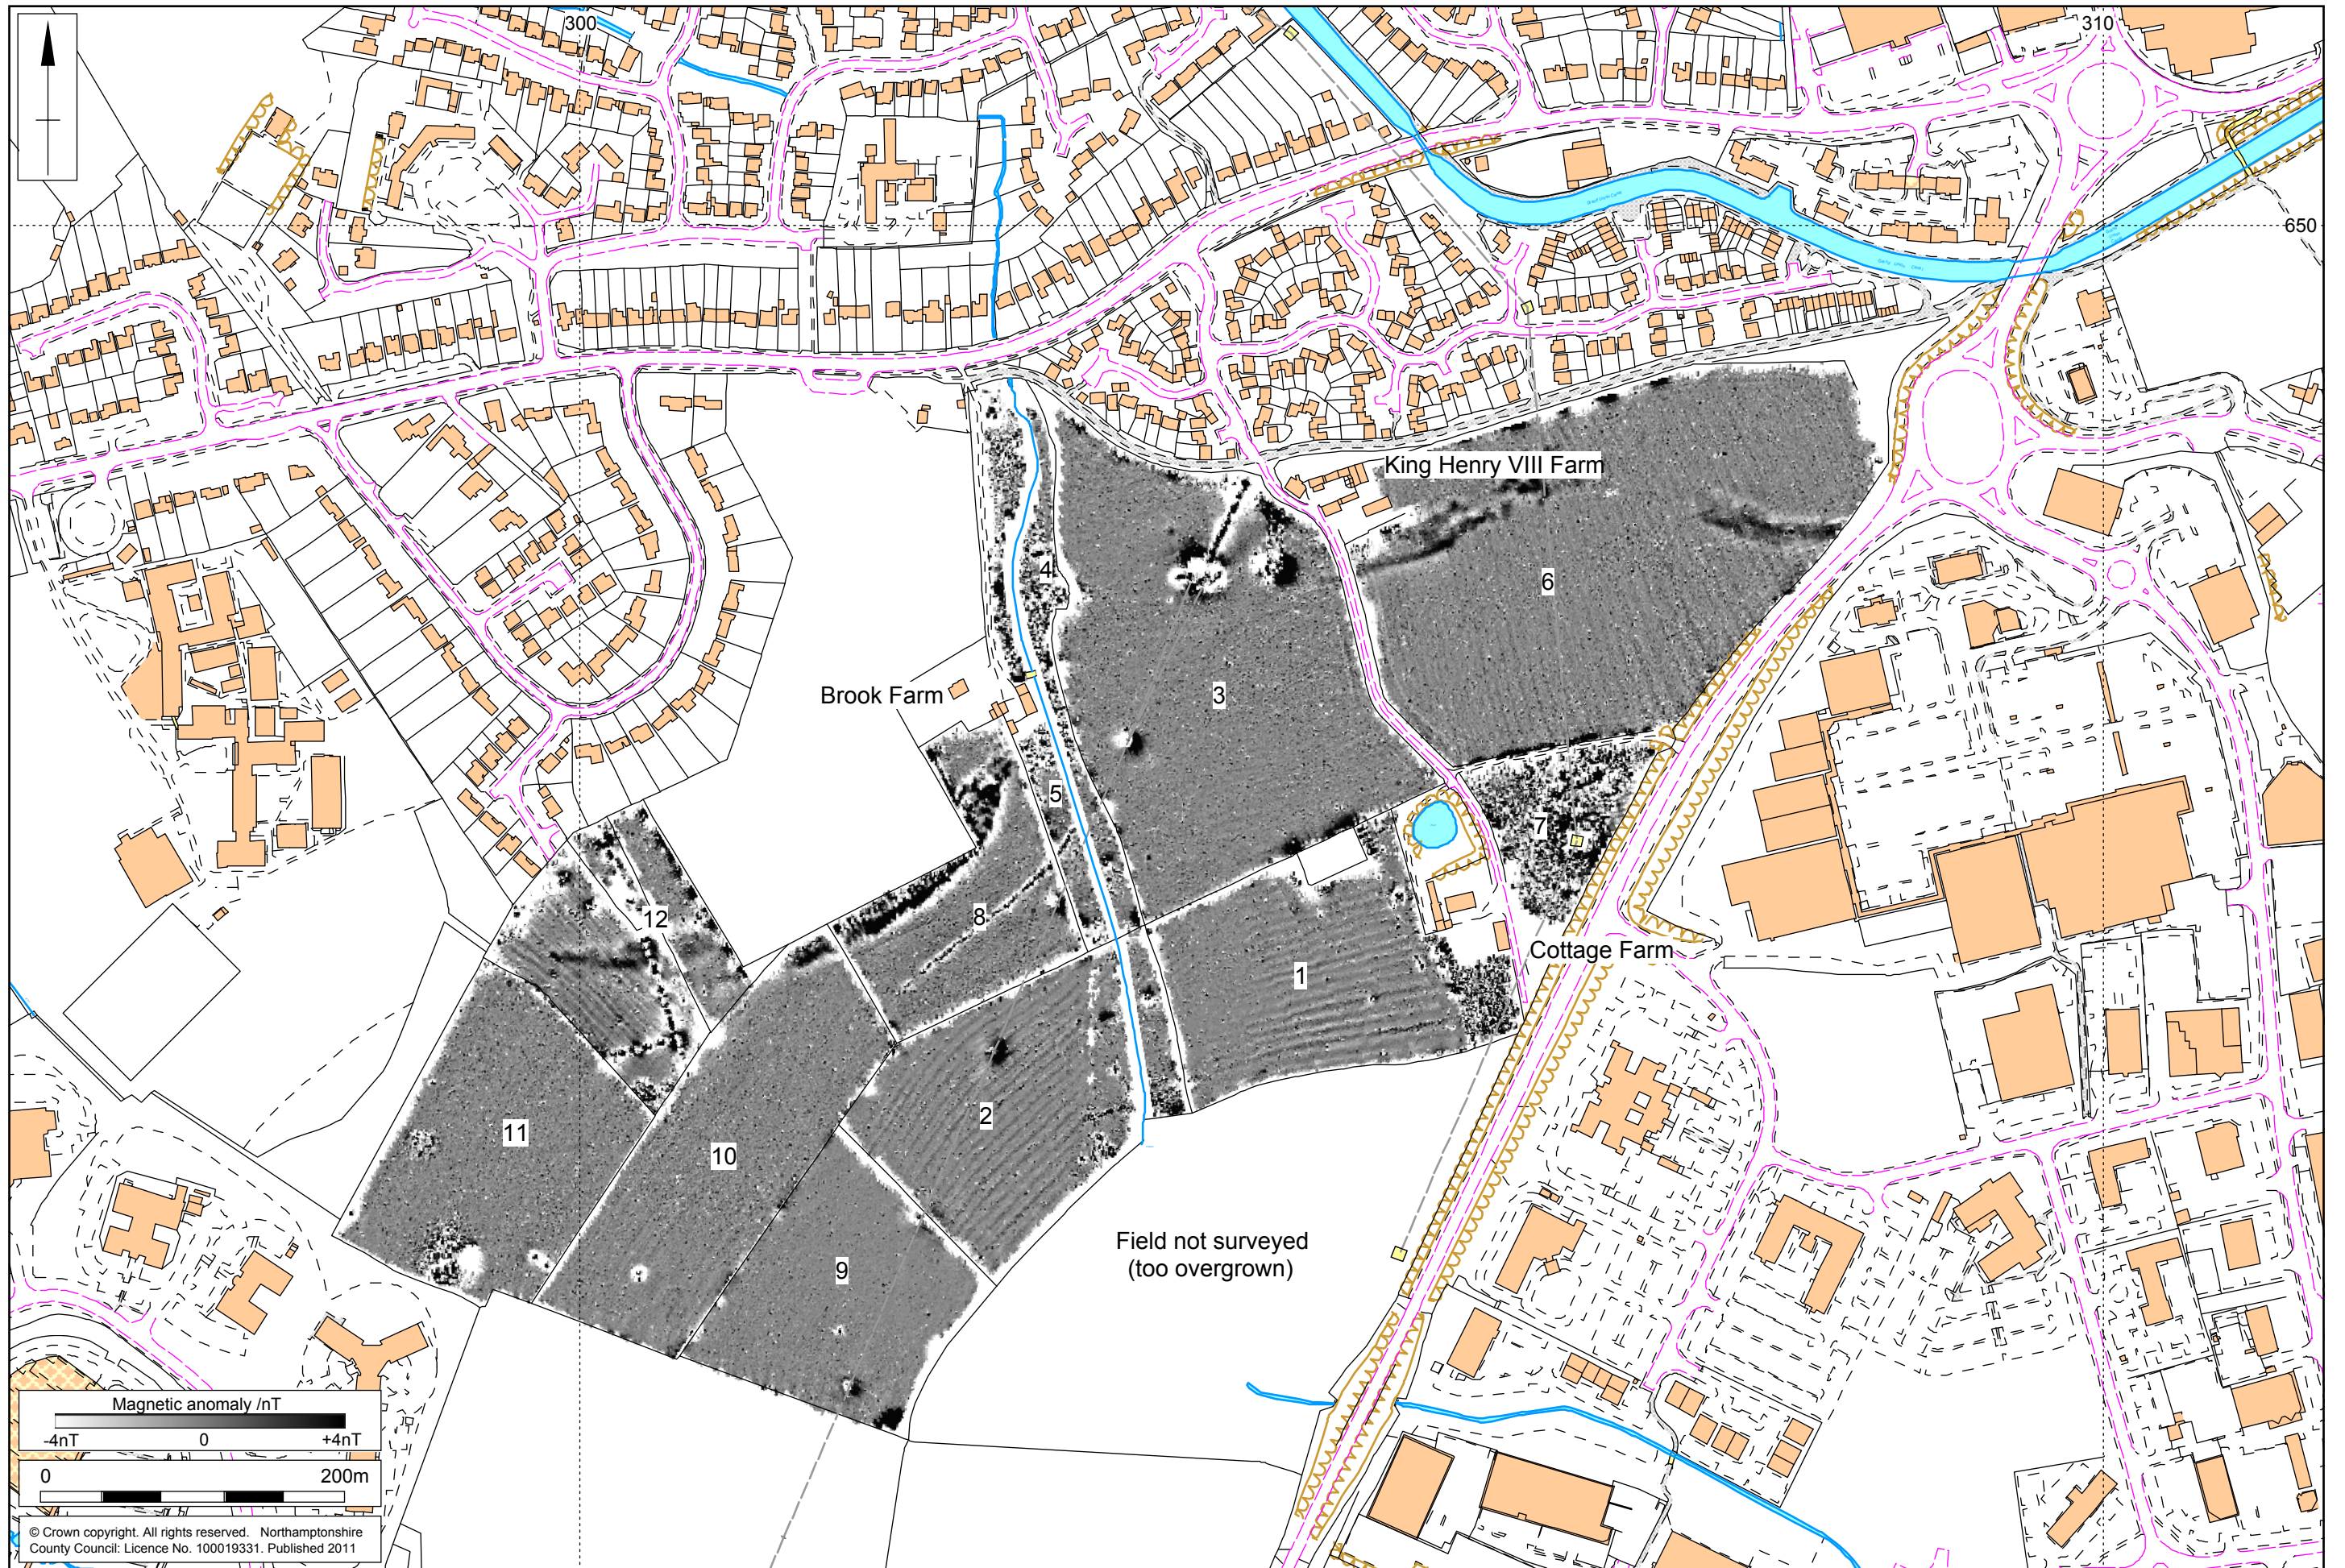 300
310
650
King Henry VIII Farm
4
6
3
Brook Farm
5
7
12
8
Cottage Farm
1
2
11
10
9
Field not surveyed
(too overgrown)
Magnetic anomaly /nT
-4nT 0 +4nT
0 200m
© Crown copyright. All rights reserved. Northamptonshire
County Council: Licence No. 100019331. Published 2011